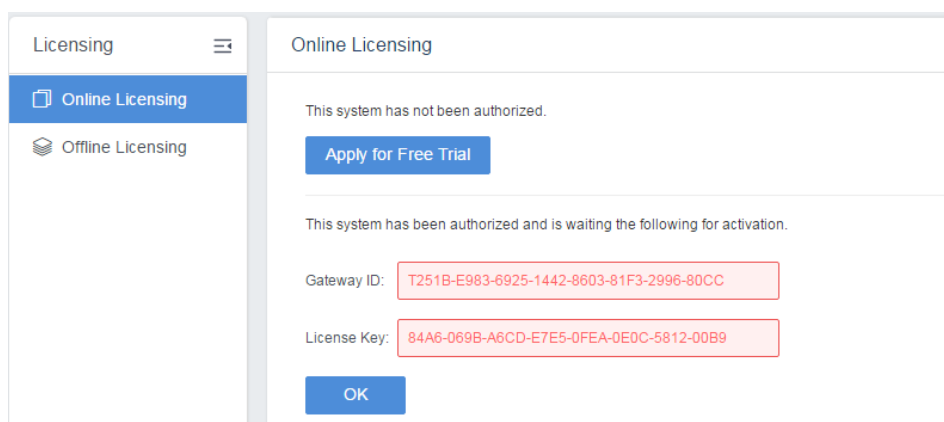 Licensing
Online Licensing
Offline Licensing
Online Licensing
This system has not been authorized.
Apply for Free Trial
This system has been authorized and is waiting the following for activation.
Gateway ID: T251B-E983-6925-1442-8603-81F3-2996-80CC
License Key: 84A6-069B-A6CD-E7E5-0FEA-0E0C-5812-00B9
OK